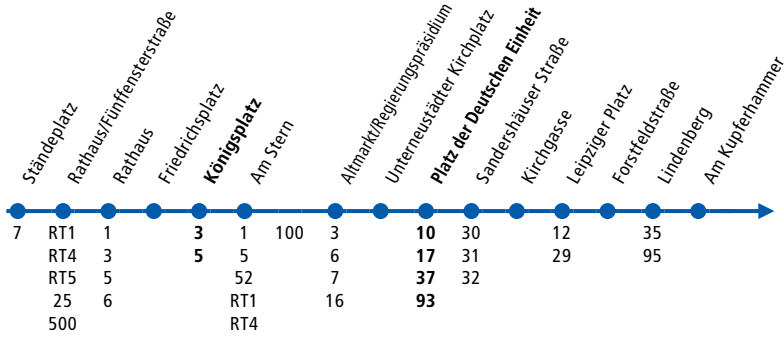 Ständeplatz
Rathaus/Fünffensterstraße
Rathaus
Friedrichsplatz
Königsplatz
Am Stern
Altmarkt/Regierungspräsidium
Unterneustädter Kirchplatz
Platz der Deutschen Einheit
Sandershäuser Straße
Kirchgasse
Leipziger Platz
Forstfeldstraße
Lindenberg
Am Kupferhammer
7 RT1 1 3 1 100 3 10 30 12 35
RT4 3 5 5 6 17 31 29 95
RT5 5 52 7 37 32
25 6 RT1 16 93
500 RT4